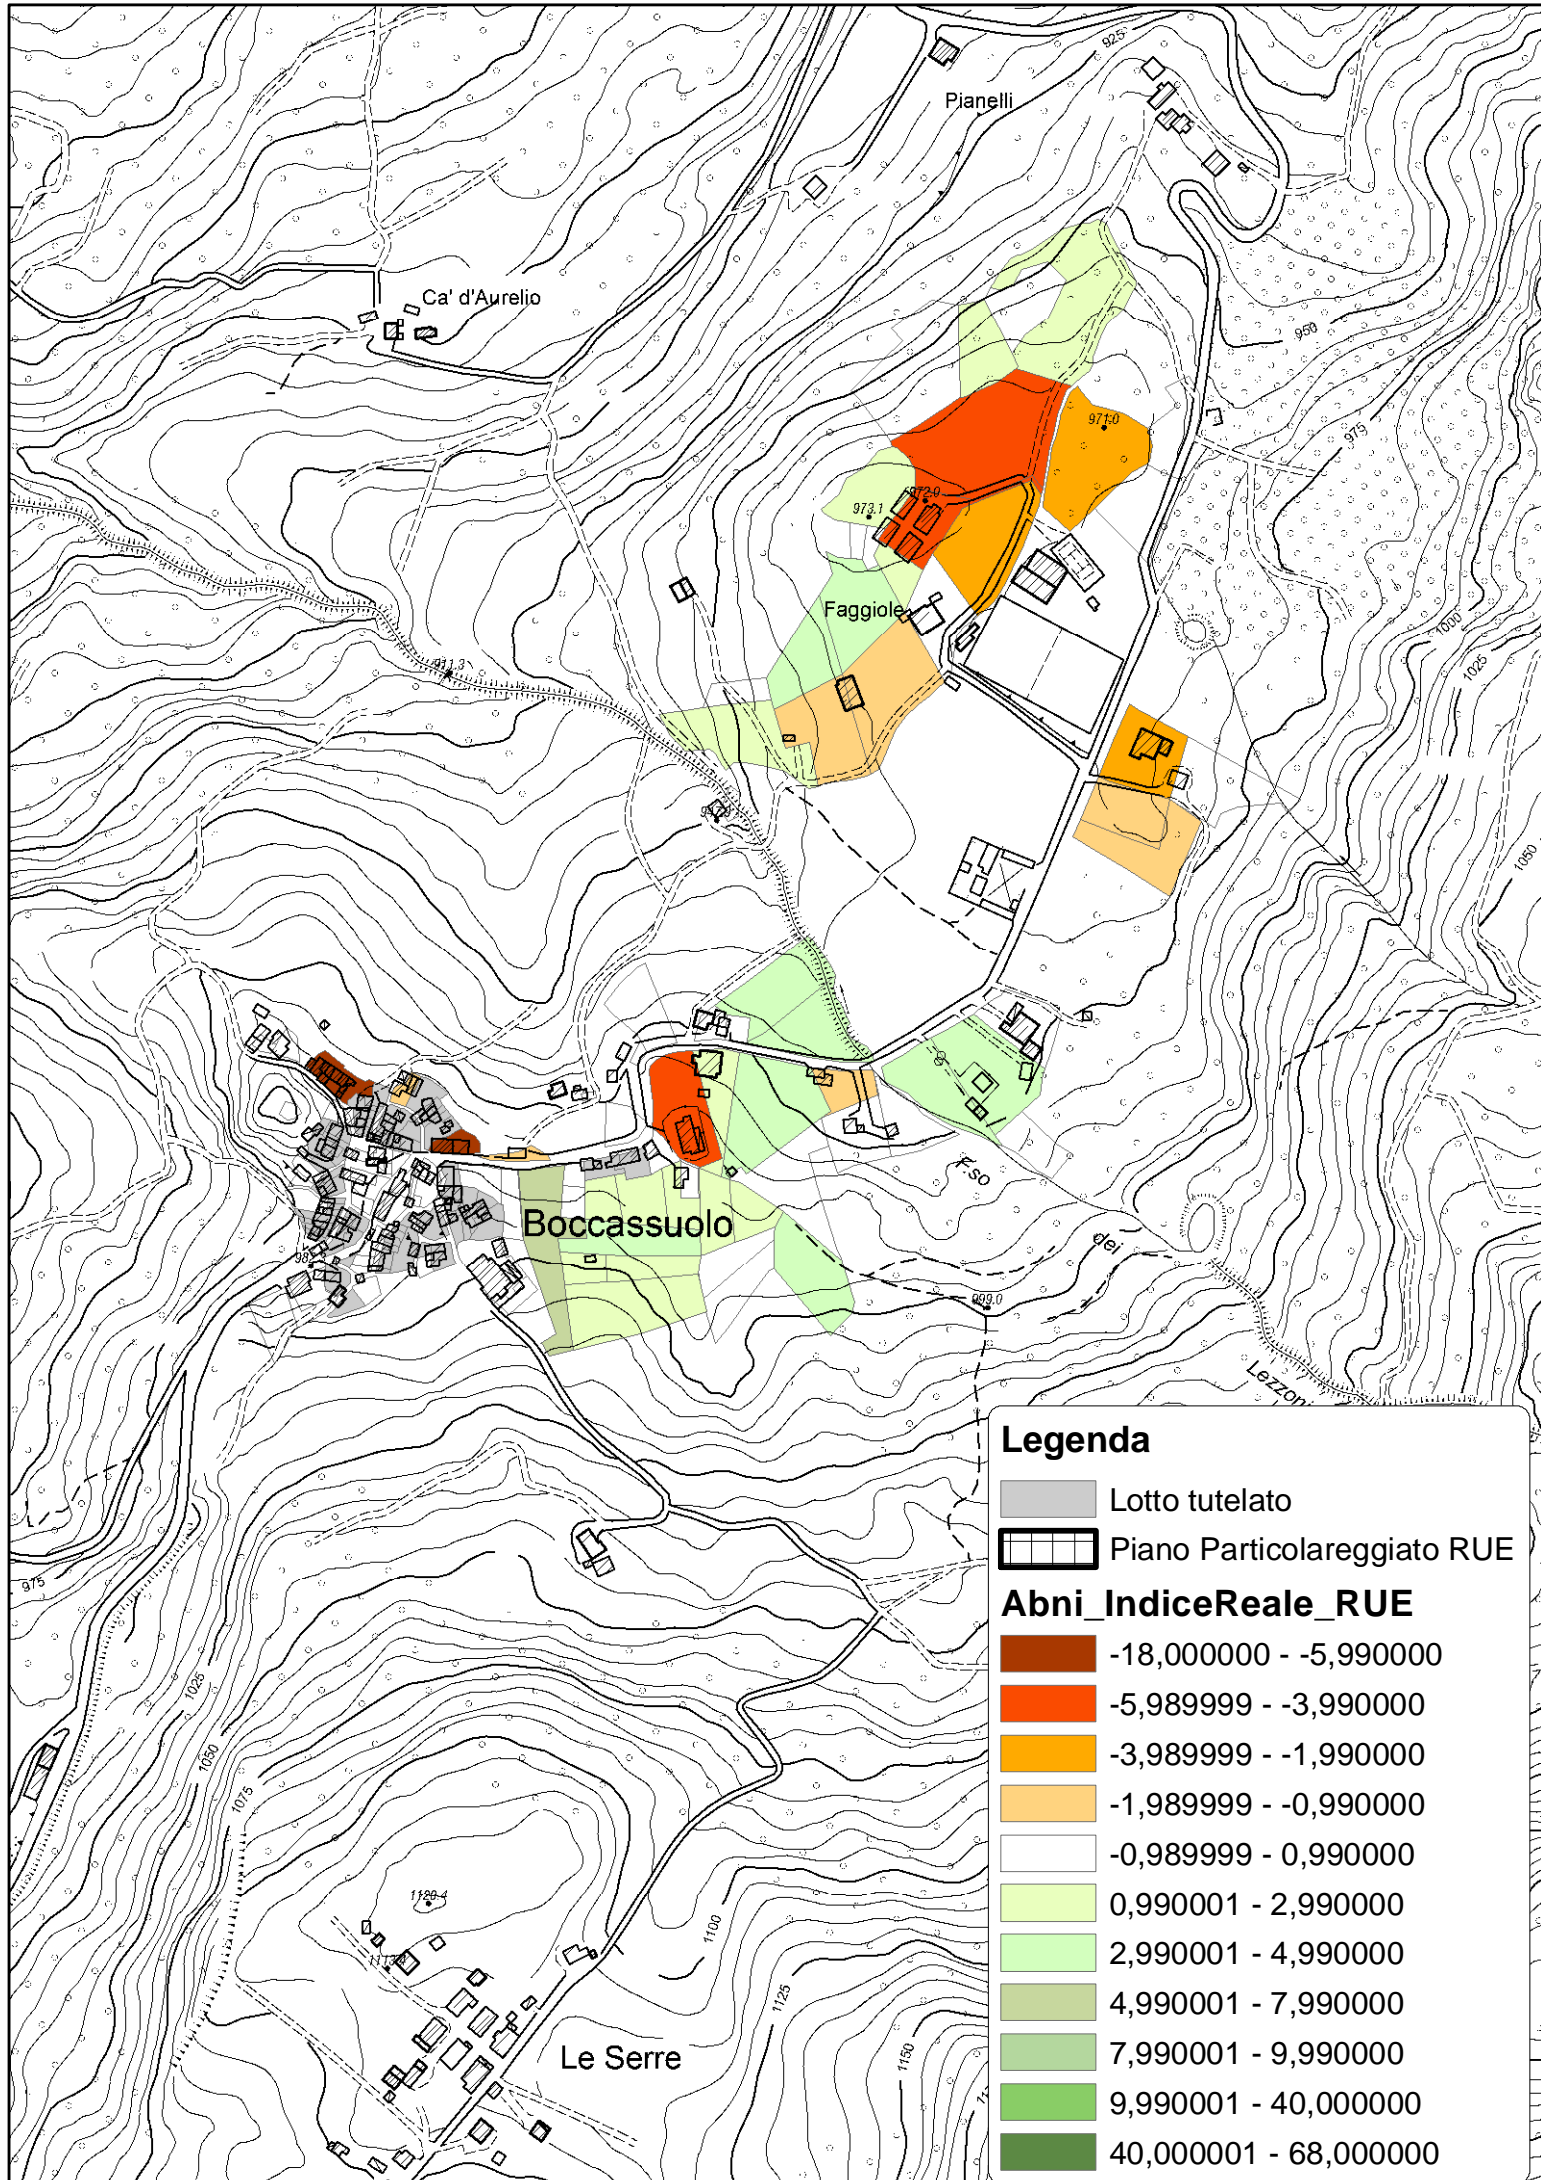 925
Pianelli
Ca' d'Aurelio
950
971.0
975
972.0
973.1
Faggiole
1000
911.3
1025
1050
Boccassuolo
F.so
dei
999.0
Lezzon
975
1025
1050
1075
1120.4
1100
1125
1150
Le Serre
Legenda
Lotto tutelato
Piano Particolareggiato RUE
Abni_IndiceReale_RUE
-18,000000 - -5,990000
-5,989999 - -3,990000
-3,989999 - -1,990000
-1,989999 - -0,990000
-0,989999 - 0,990000
0,990001 - 2,990000
2,990001 - 4,990000
4,990001 - 7,990000
7,990001 - 9,990000
9,990001 - 40,000000
40,000001 - 68,000000